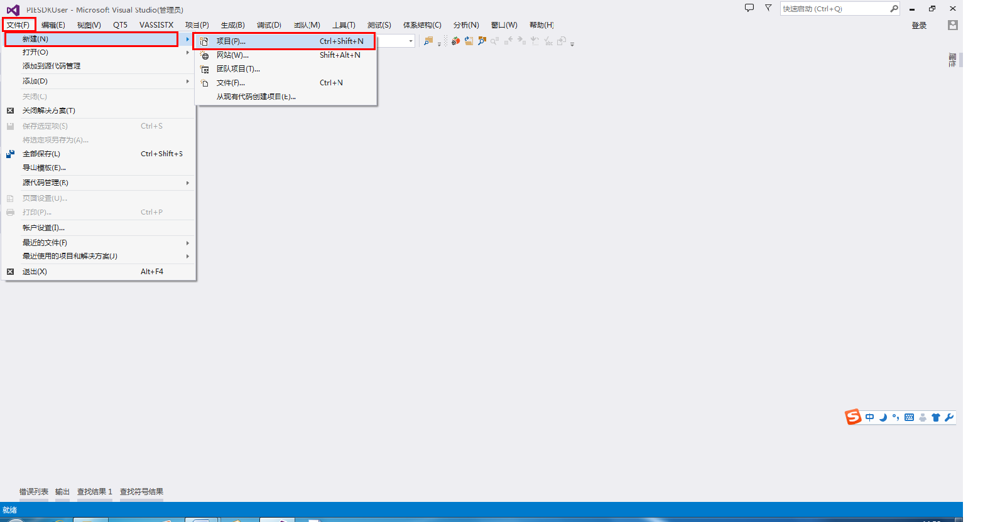 PIESDKUser - Microsoft Visual Studio(管理员)
快速启动 (Ctrl+Q)
文件(F) 编辑(E) 视图(V) QT5 VASSISTX 项目(P) 生成(B) 调试(D) 团队(M) 工具(T) 测试(S) 体系结构(C) 分析(N) 窗口(W) 帮助(H)
登录
新建(N)
打开(O)
添加到源代码管理
添加(D)
关闭(C)
关闭解决方案(T)
保存选定项(S) Ctrl+S
将选定项另存为(A)...
全部保存(L) Ctrl+Shift+S
导出模板(E)...
源代码管理(R)
页面设置(U)...
打印(P)... Ctrl+P
帐户设置(I)...
最近的文件(F)
最近使用的项目和解决方案(J)
退出(X) Alt+F4
项目(P)... Ctrl+Shift+N
网站(W)... Shift+Alt+N
团队项目(T)...
文件(F)... Ctrl+N
从现有代码创建项目(E)...
属性
中
错误列表 输出 查找结果 1 查找符号结果
就绪